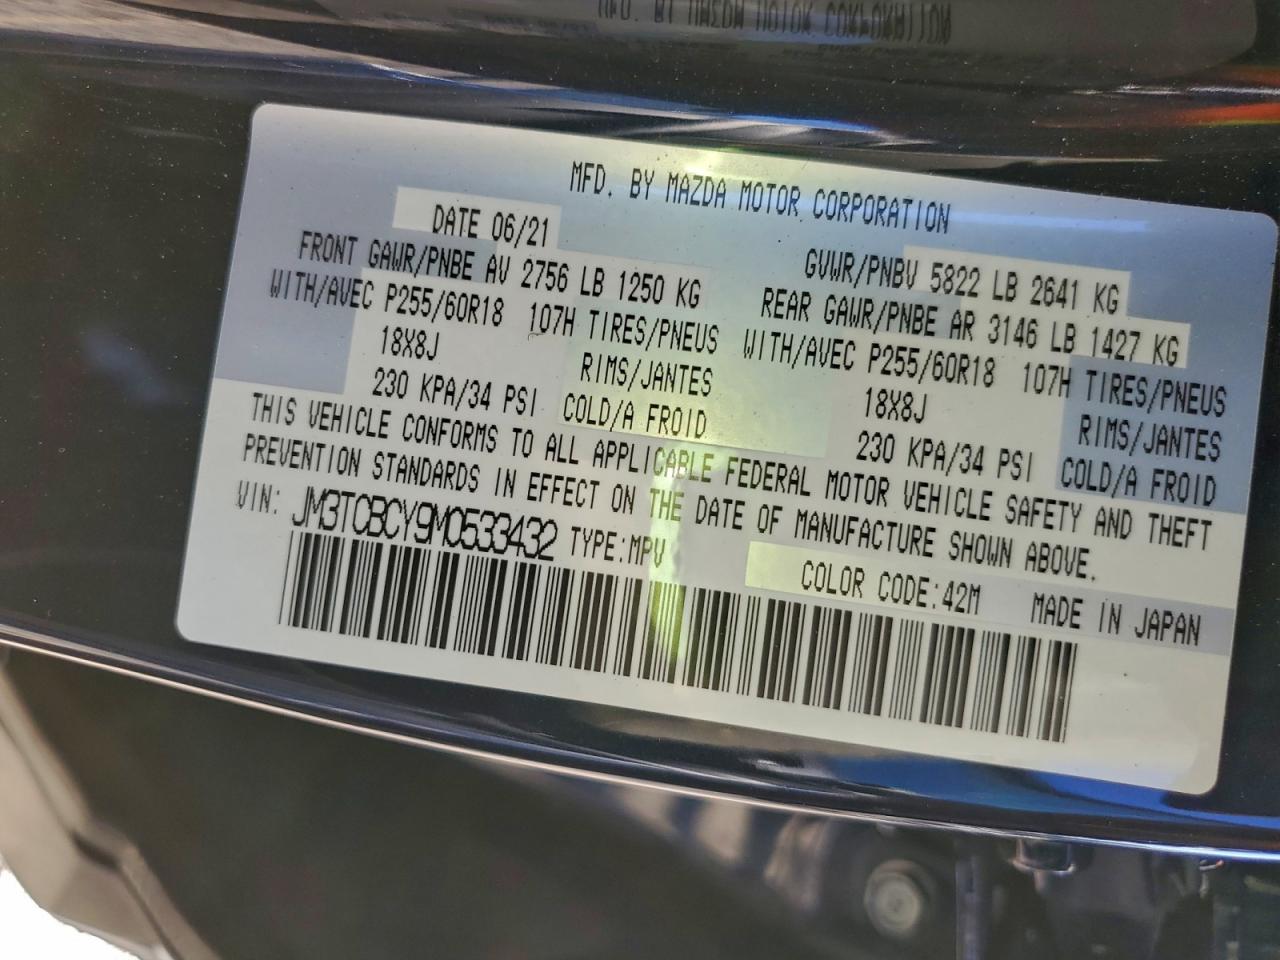 MFD. BY MAZDA MOTOR CORPORATION
DATE 06/21
GVWR/PNBV 5822 LB 2641 KG
FRONT GAWR/PNBE AV 2756 LB 1250 KG
REAR GAWR/PNBE AR 3146 LB 1427 KG
WITH/AVEC P255/60R18 107H TIRES/PNEUS
WITH/AVEC P255/60R18 107H TIRES/PNEUS
18X8J RIMS/JANTES
18X8J RIMS/JANTES
230 KPA/34 PSI COLD/A FROID
230 KPA/34 PSI COLD/A FROID
THIS VEHICLE CONFORMS TO ALL APPLICABLE FEDERAL MOTOR VEHICLE SAFETY AND THEFT
PREVENTION STANDARDS IN EFFECT ON THE DATE OF MANUFACTURE SHOWN ABOVE.
VIN: JM3TCBCY9M0533432 TYPE:MPV
COLOR CODE:42M MADE IN JAPAN